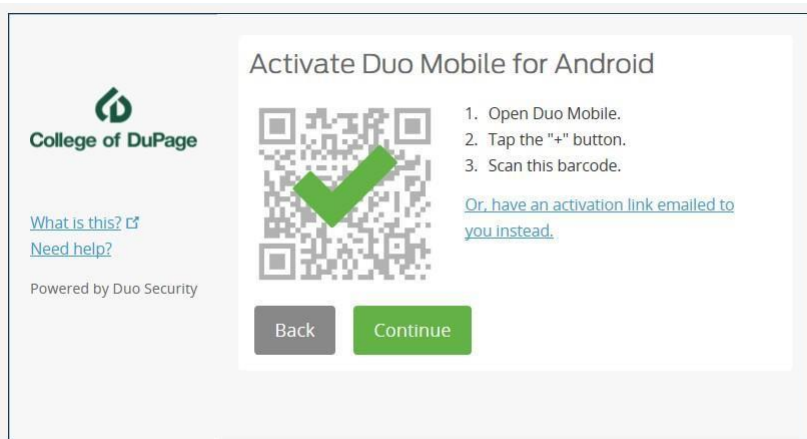 College of DuPage
What is this?
Need help?
Powered by Duo Security
Activate Duo Mobile for Android
1. Open Duo Mobile.
2. Tap the "+" button.
3. Scan this barcode.
Or, have an activation link emailed to
you instead.
Back
Continue